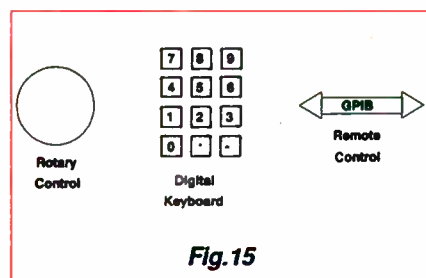 7 8 9
4 5 6
1 2 3
0 · -
GPIB
Rotary
Control
Digital
Keyboard
Remote
Control
Fig.15